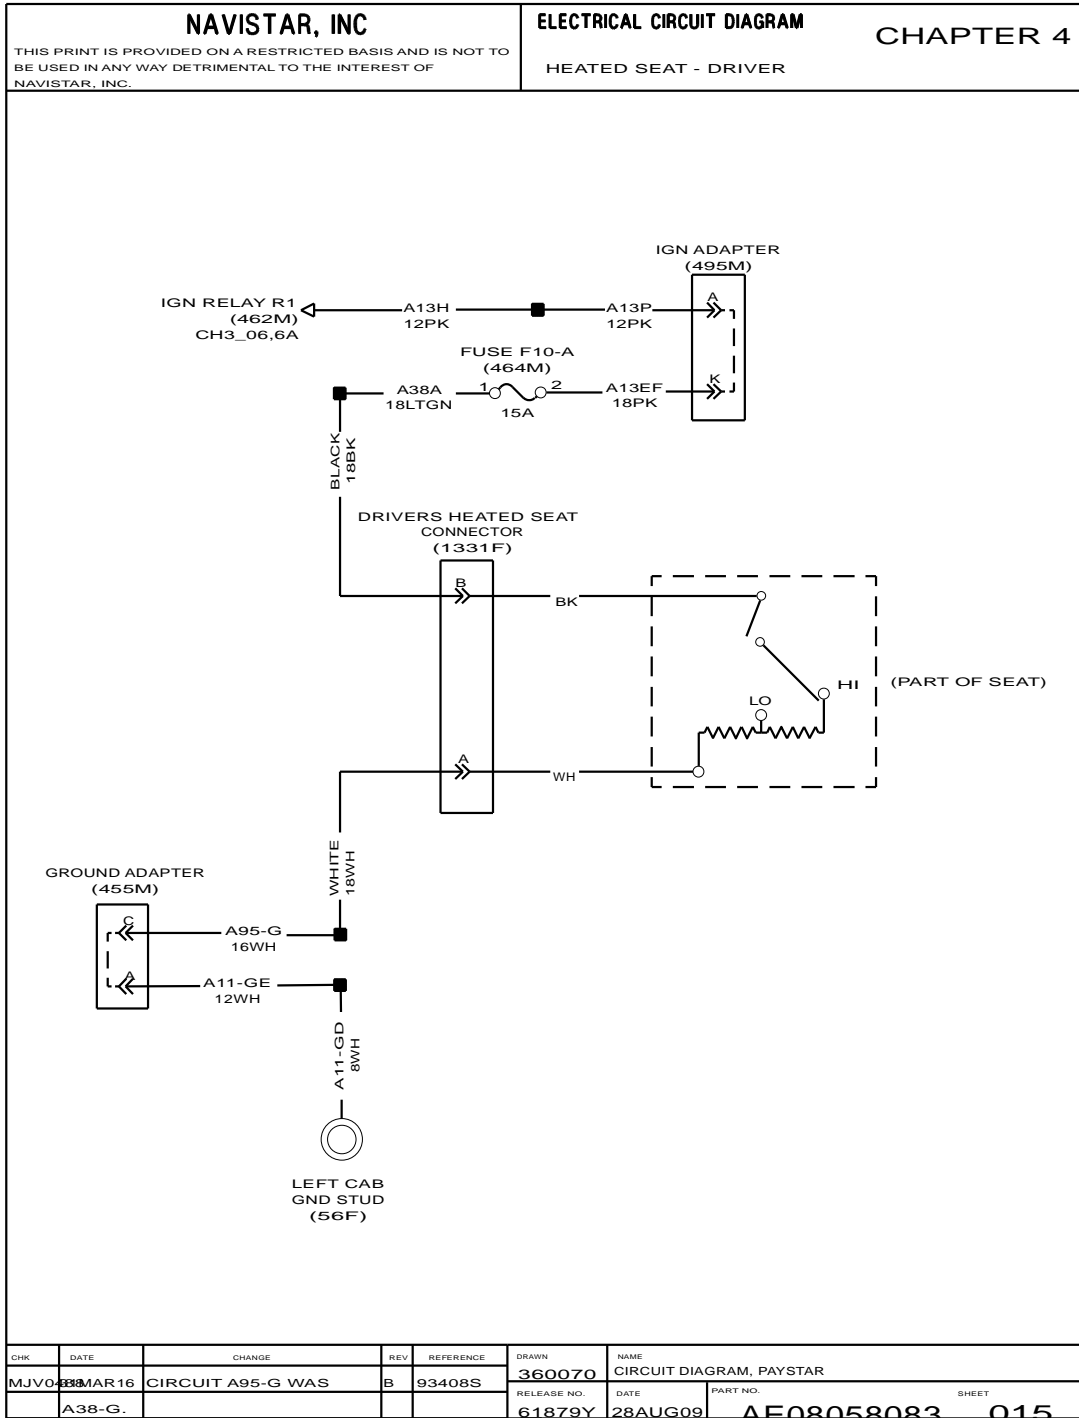 NAVISTAR, INC
THIS PRINT IS PROVIDED ON A RESTRICTED BASIS AND IS NOT TO
BE USED IN ANY WAY DETRIMENTAL TO THE INTEREST OF
NAVISTAR, INC.
ELECTRICAL CIRCUIT DIAGRAM
HEATED SEAT - DRIVER
CHAPTER 4
IGN ADAPTER
(495M)
IGN RELAY R1
(462M)
CH3_06,6A
A13H
12PK
A13P
12PK
A
FUSE F10-A
(464M)
A38A
18LTGN
1
2
15A
A13EF
18PK
K
BLACK
18BK
DRIVERS HEATED SEAT
CONNECTOR
(1331F)
B
BK
HI
(PART OF SEAT)
LO
A
WH
WHITE
18WH
GROUND ADAPTER
(455M)
C
A95-G
16WH
A
A11-GE
12WH
A11-GD
8WH
LEFT CAB
GND STUD
(56F)
CHK
DATE
CHANGE
REV
REFERENCE
DRAWN
NAME
360070
CIRCUIT DIAGRAM, PAYSTAR
MAR16
CIRCUIT A95-G WAS
B
93408S
RELEASE NO.
DATE
PART NO.
SHEET
A38-G.
61879Y
28AUG09
AE08058083
015